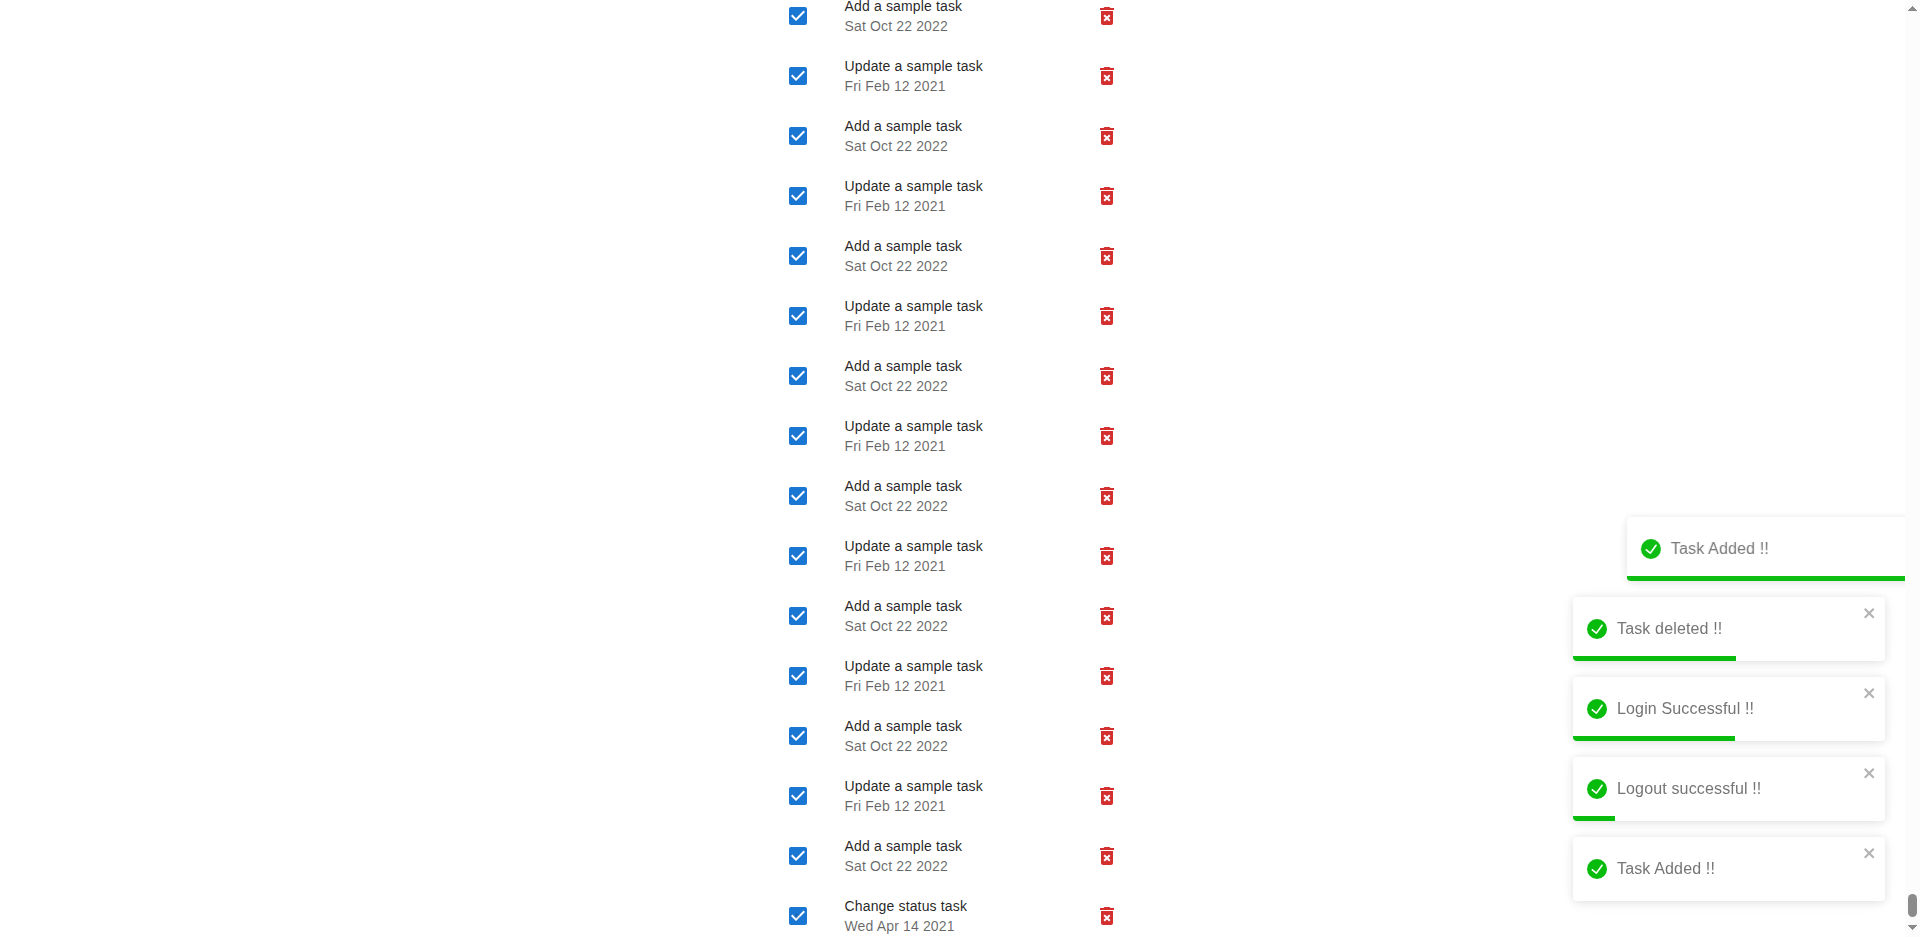 Add a sample task
Sat Oct 22 2022
Update a sample task
Fri Feb 12 2021
Add a sample task
Sat Oct 22 2022
Update a sample task
Fri Feb 12 2021
Add a sample task
Sat Oct 22 2022
Update a sample task
Fri Feb 12 2021
Add a sample task
Sat Oct 22 2022
Update a sample task
Fri Feb 12 2021
Add a sample task
Sat Oct 22 2022
Update a sample task
Fri Feb 12 2021
Add a sample task
Sat Oct 22 2022
Update a sample task
Fri Feb 12 2021
Add a sample task
Sat Oct 22 2022
Update a sample task
Fri Feb 12 2021
Add a sample task
Sat Oct 22 2022
Change status task
Wed Apr 14 2021
Task Added !!
Task deleted !!
Login Successful !!
Logout successful !!
Task Added !!